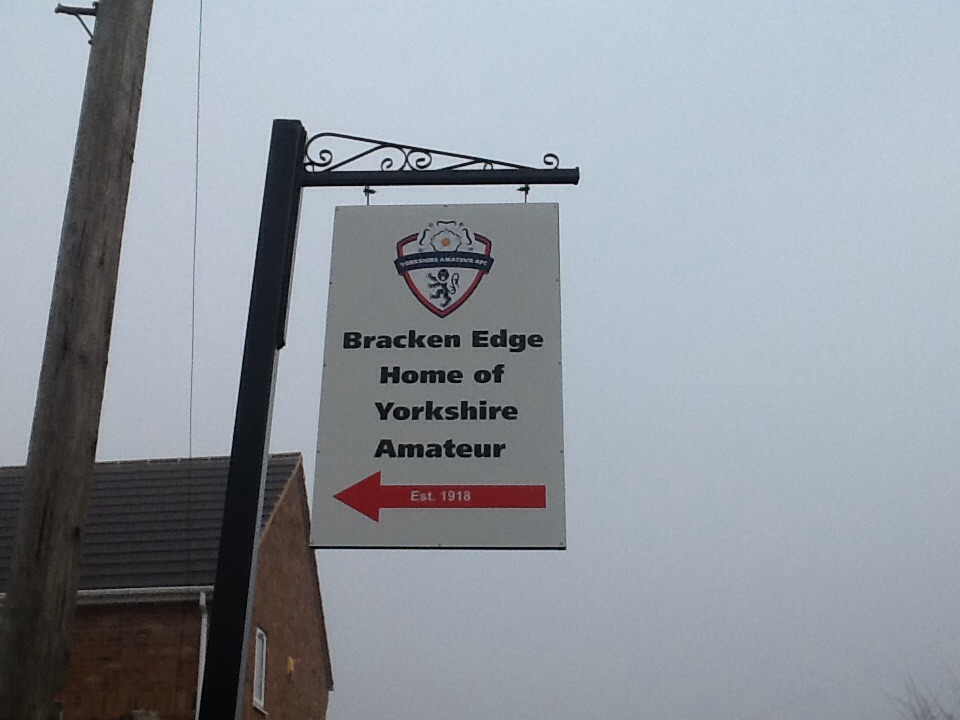 YORKSHIRE AMATEUR AFC
Bracken Edge
Home of
Yorkshire
Amateur
Est. 1918